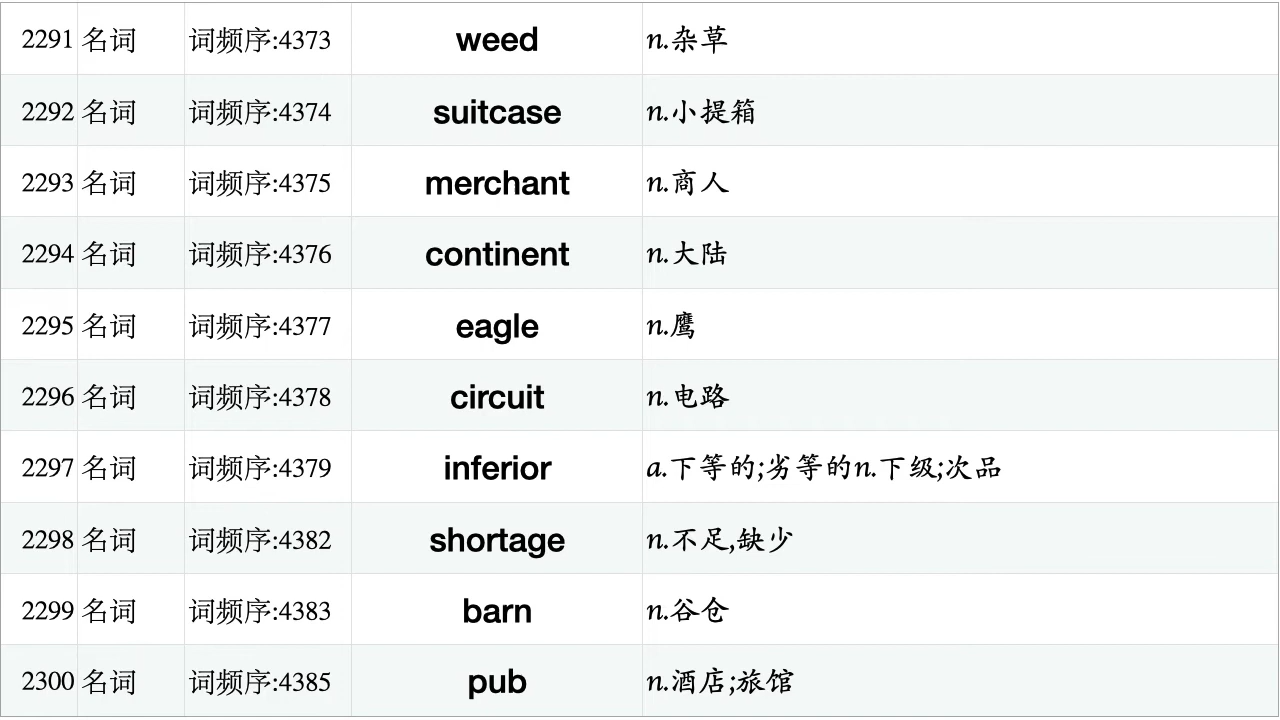 2291 名词 词频序:4373 weed n.杂草
2292 名词 词频序:4374 suitcase n.小提箱
2293 名词 词频序:4375 merchant n.商人
2294 名词 词频序:4376 continent n.大陆
2295 名词 词频序:4377 eagle n.鹰
2296 名词 词频序:4378 circuit n.电路
2297 名词 词频序:4379 inferior a.下等的;劣等的n.下级;次品
2298 名词 词频序:4382 shortage n.不足,缺少
2299 名词 词频序:4383 barn n.谷仓
2300 名词 词频序:4385 pub n.酒店;旅馆